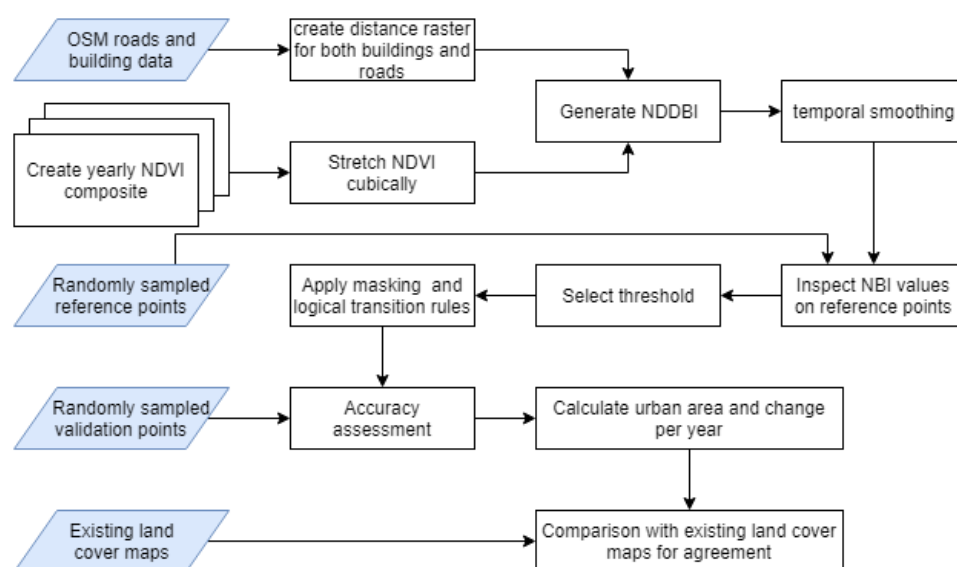 OSM roads and
building data
create distance raster
for both buildings and
roads
Generate NDDBI
temporal smoothing
Create yearly NDVI
composite
Stretch NDVI
cubically
Randomly sampled
reference points
Apply masking and
logical transition rules
Select threshold
Inspect NBI values
on reference points
Randomly sampled
validation points
Accuracy
assessment
Calculate urban area and change
per year
Existing land
cover maps
Comparison with existing land cover
maps for agreement